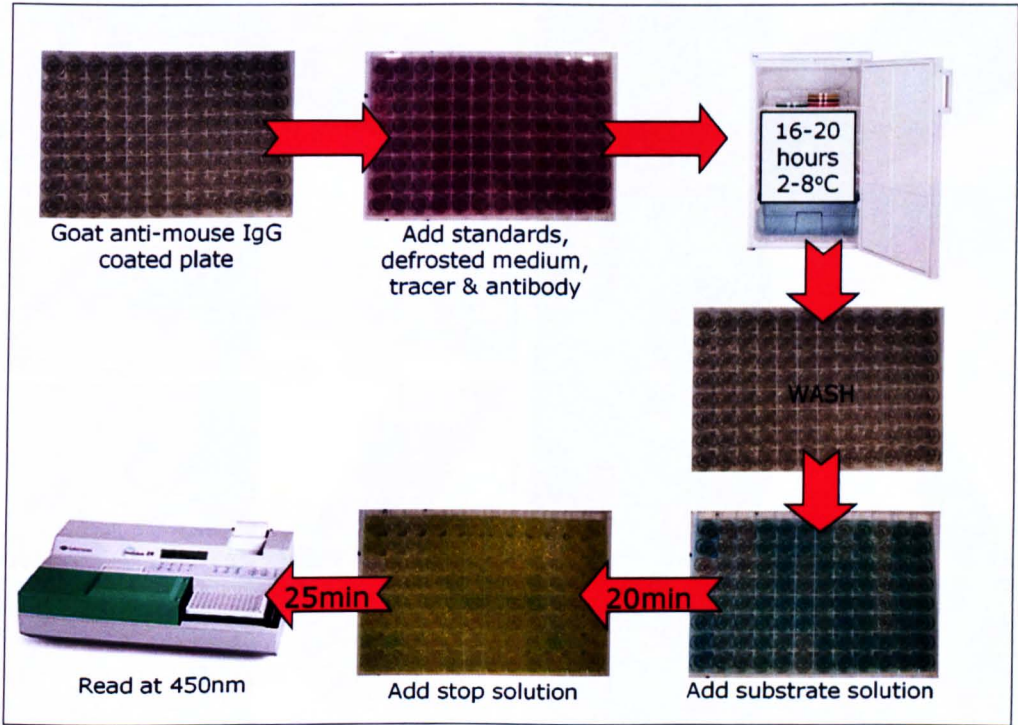 Goat anti-mouse IgG
coated plate
Add standards,
defrosted medium,
tracer & antibody
16-20
hours
2-8°C
WASH
Add substrate solution
20min
Add stop solution
25min
Read at 450nm